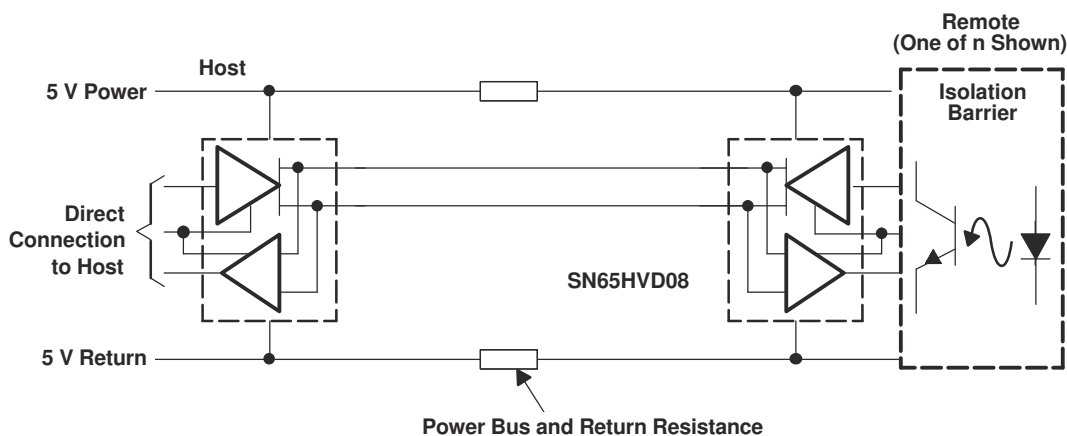 Remote
(One of n Shown)
Host
5 V Power
Isolation
Barrier
Direct
Connection
to Host
SN65HVD08
5 V Return
Power Bus and Return Resistance